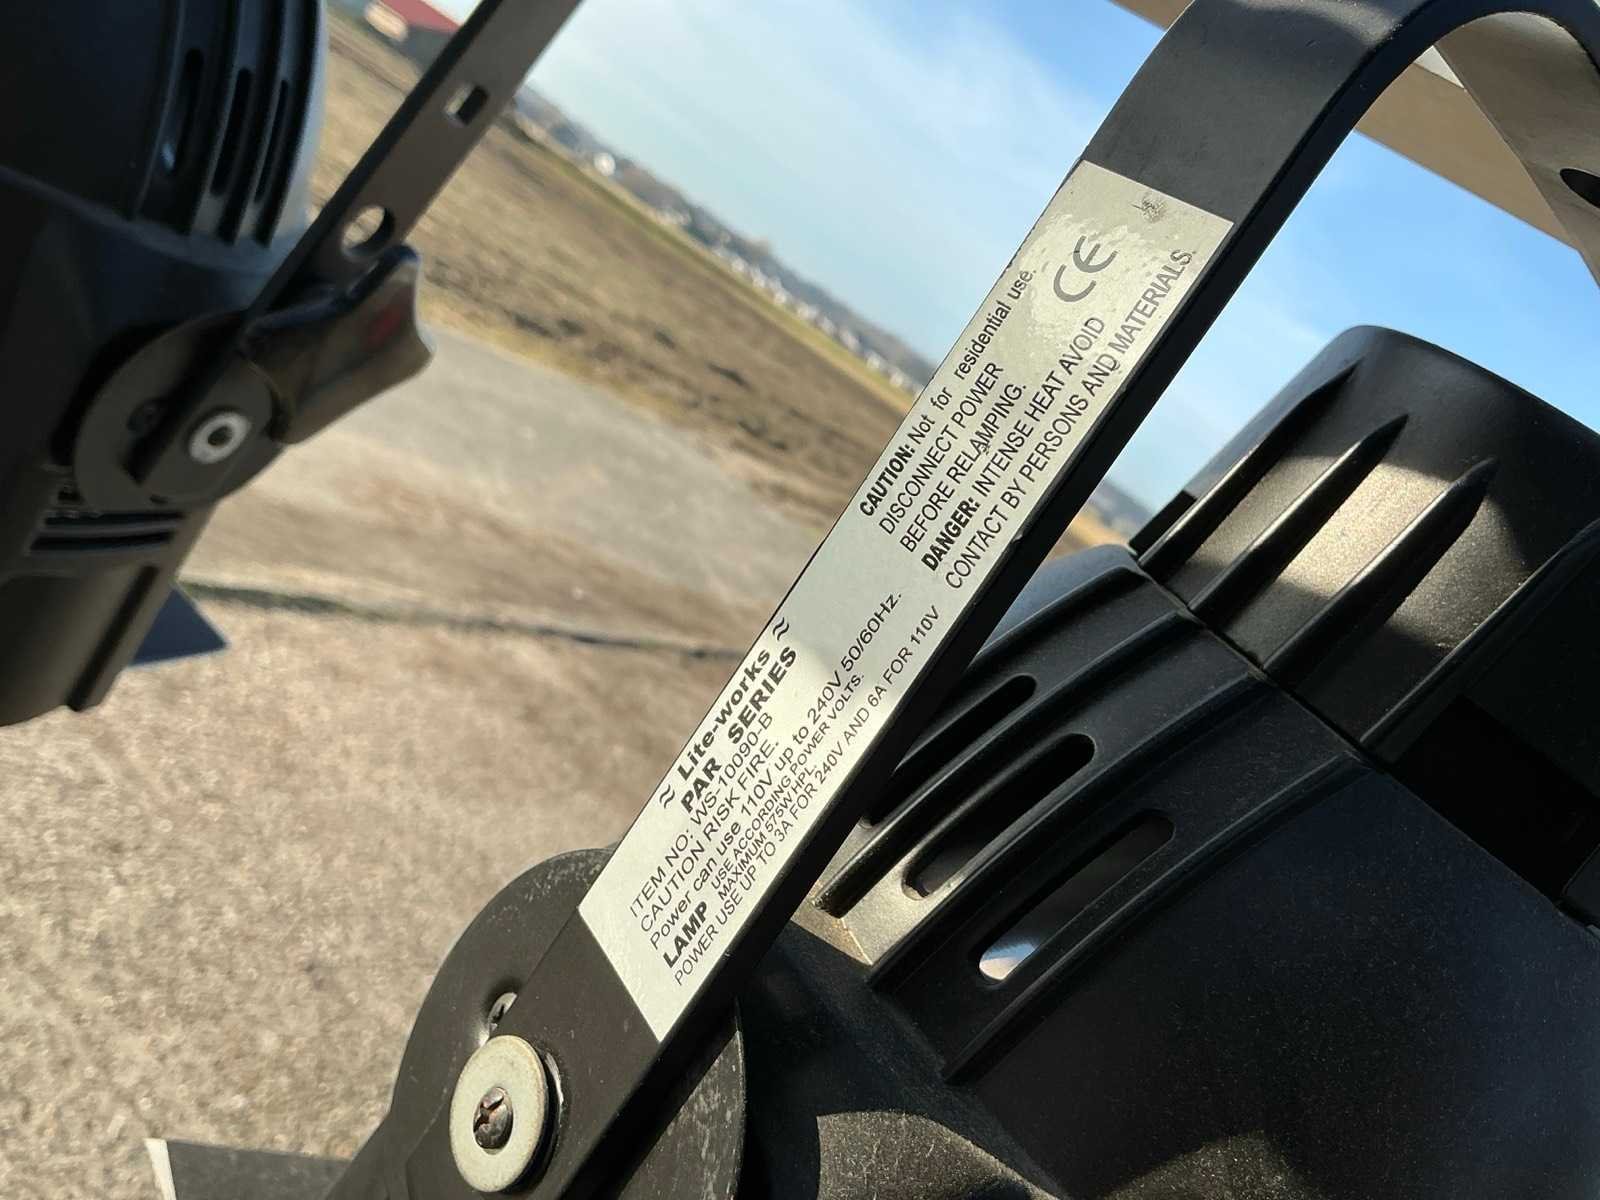 ≈ Lite-works ≈
PAR SERIES
ITEM NO: WS-10090-B
CAUTION RISK FIRE.
Power can use 110V up to 240V 50/60Hz.
USE ACCORDING POWER VOLTS.
LAMP MAXIMUM 575W HPL.
POWER USE UP TO 3A FOR 240V AND 6A FOR 110V
CAUTION: Not for residential use.
DISCONNECT POWER
BEFORE RELAMPING.
DANGER: INTENSE HEAT AVOID
CONTACT BY PERSONS AND MATERIALS.
CE